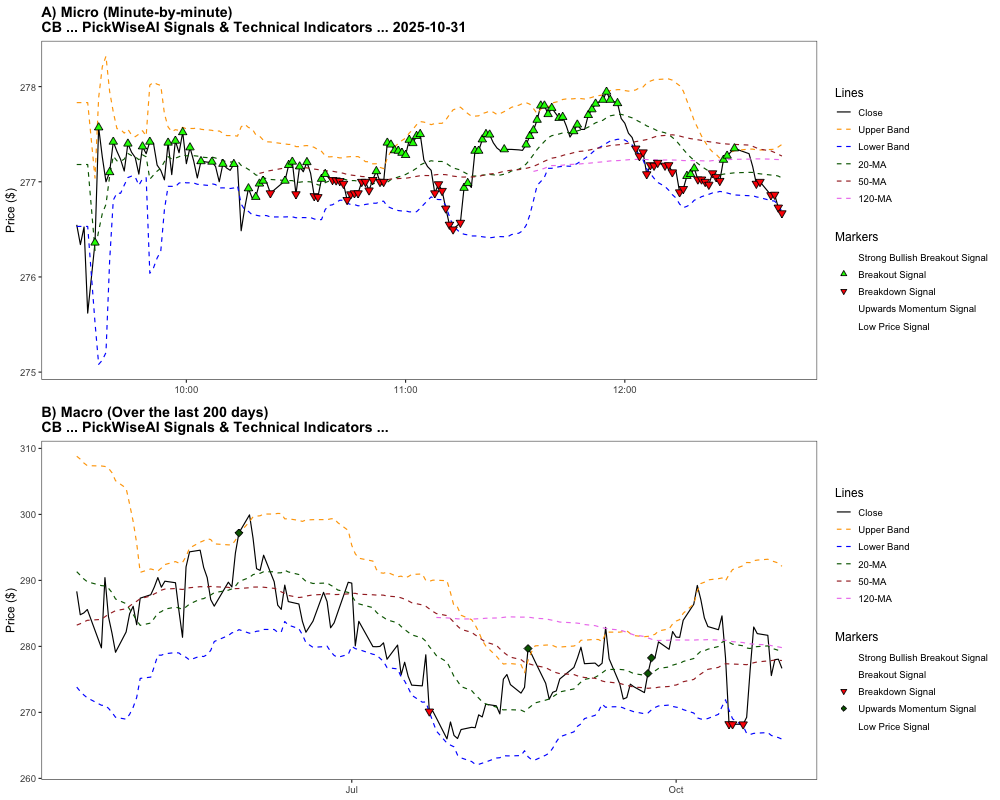 A) Micro (Minute-by-minute)
CB ... PickWiseAI Signals & Technical Indicators ... 2025-10-31
278
277
276
275
Price ($)
10:00
11:00
12:00
Lines
Close
Upper Band
Lower Band
20-MA
50-MA
120-MA
Markers
Strong Bullish Breakout Signal
Breakout Signal
Breakdown Signal
Upwards Momentum Signal
Low Price Signal
B) Macro (Over the last 200 days)
CB ... PickWiseAI Signals & Technical Indicators ...
310
300
290
280
270
260
Price ($)
Jul
Oct
Lines
Close
Upper Band
Lower Band
20-MA
50-MA
120-MA
Markers
Strong Bullish Breakout Signal
Breakout Signal
Breakdown Signal
Upwards Momentum Signal
Low Price Signal